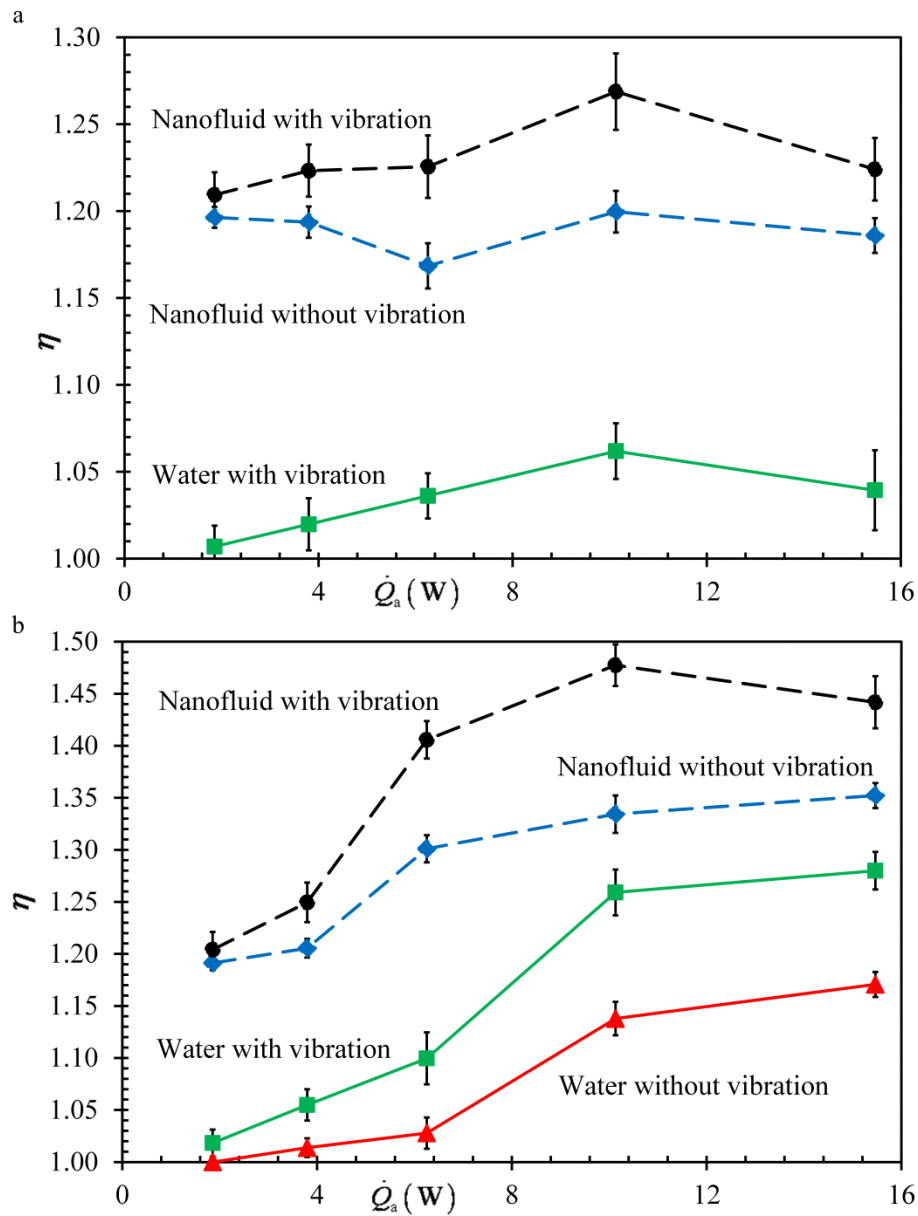 a
1.30
1.25
1.20
1.15
1.10
1.05
1.00
η
Nanofluid with vibration
Nanofluid without vibration
Water with vibration
0 4 8 12 16
Q̇ₐ (W)
b
1.50
1.45
1.40
1.35
1.30
1.25
1.20
1.15
1.10
1.05
1.00
η
Nanofluid with vibration
Nanofluid without vibration
Water with vibration
Water without vibration
0 4 8 12 16
Q̇ₐ (W)